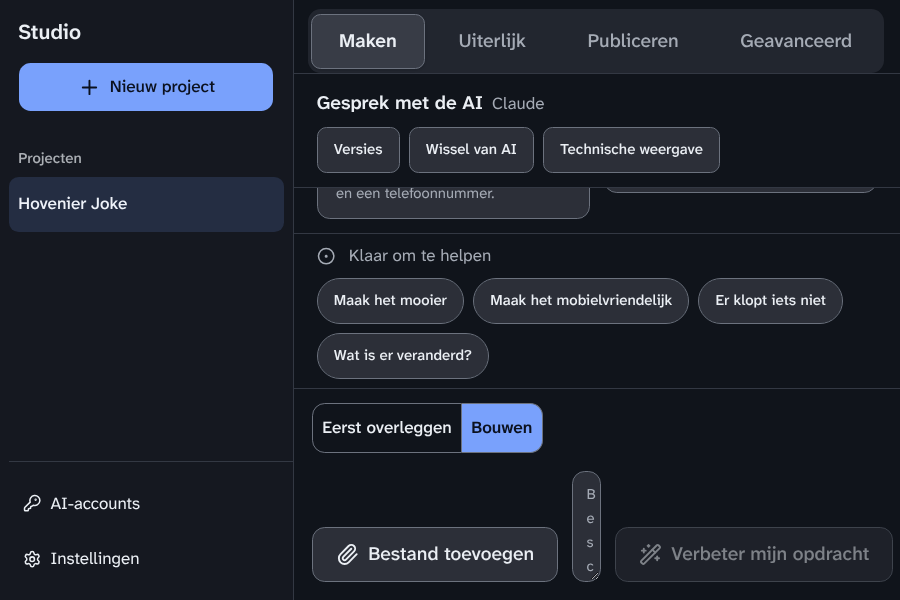 Studio
Nieuw project
Projecten
Hovenier Joke
AI-accounts
Instellingen
Maken
Uiterlijk
Publiceren
Geavanceerd
Gesprek met de AI Claude
Versies
Wissel van AI
Technische weergave
en een telefoonnummer.
Klaar om te helpen
Maak het mooier
Maak het mobielvriendelijk
Er klopt iets niet
Wat is er veranderd?
Eerst overleggen
Bouwen
Bestand toevoegen
B
e
s
c
Verbeter mijn opdracht